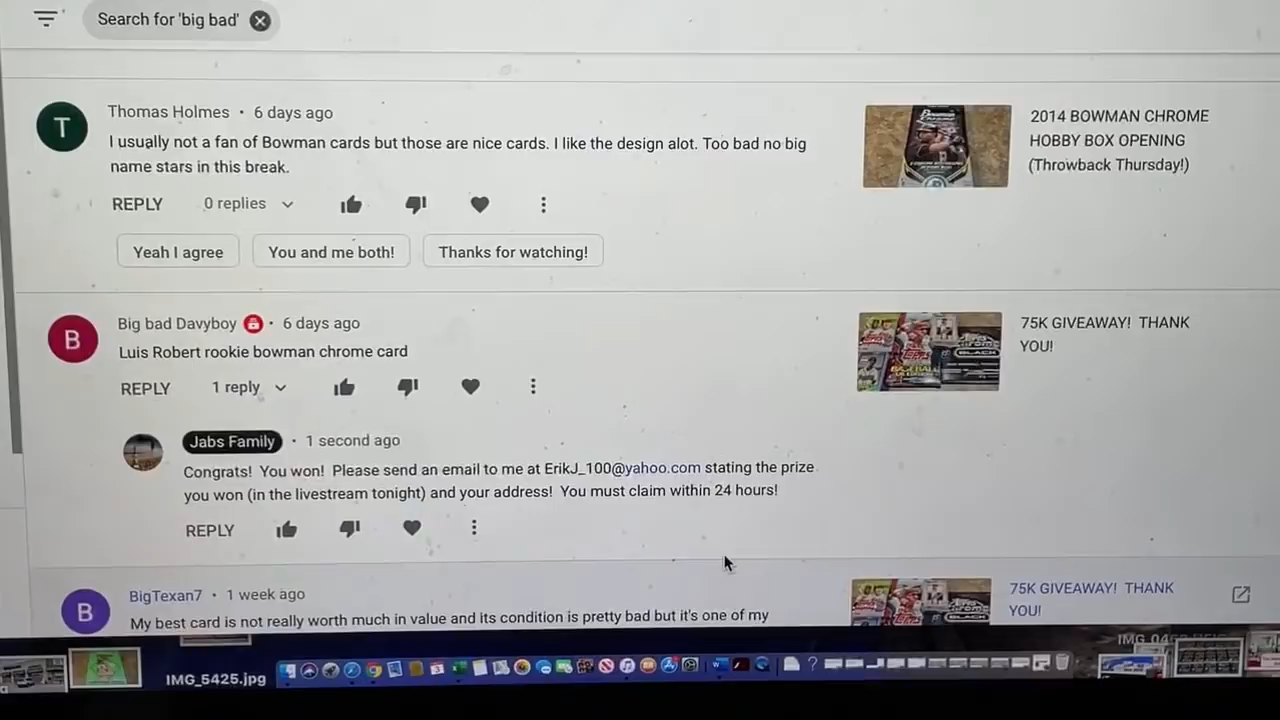 Search for 'big bad'
Thomas Holmes • 6 days ago
I usually not a fan of Bowman cards but those are nice cards. I like the design alot. Too bad no big
name stars in this break.
REPLY 0 replies
Yeah I agree You and me both! Thanks for watching!
2014 BOWMAN CHROME
HOBBY BOX OPENING
(Throwback Thursday!)
T
B
Big bad Davyboy • 6 days ago
Luis Robert rookie bowman chrome card
REPLY 1 reply
75K GIVEAWAY! THANK
YOU!
Jabs Family • 1 second ago
Congrats! You won! Please send an email to me at ErikJ_100@yahoo.com stating the prize
you won (in the livestream tonight) and your address! You must claim within 24 hours!
REPLY
B
BigTexan7 • 1 week ago
My best card is not really worth much in value and its condition is pretty bad but it's one of my
75K GIVEAWAY! THANK
YOU!
IMG_5425.jpg